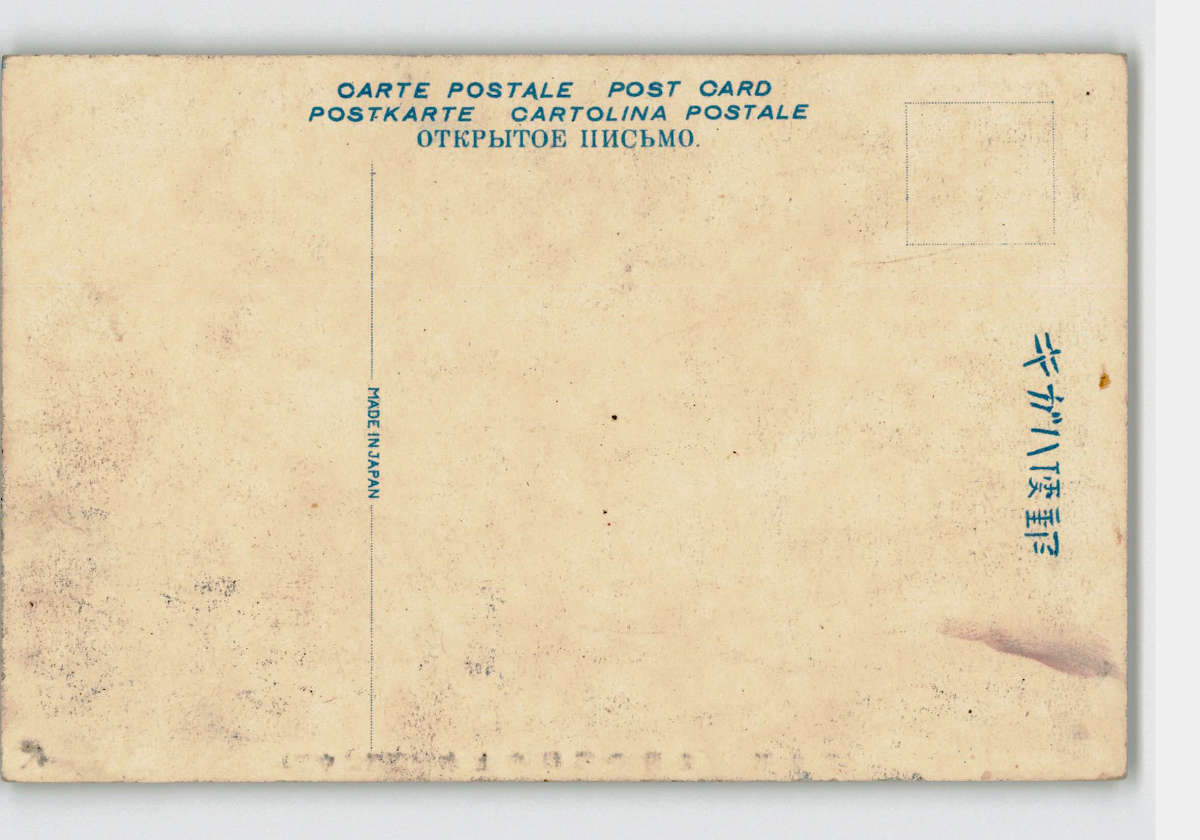 CARTE POSTALE POST CARD
POSTKARTE CARTOLINA POSTALE
ОТКРЫТОЕ ПИСЬМО.
MADE IN JAPAN
郵便ハガキ